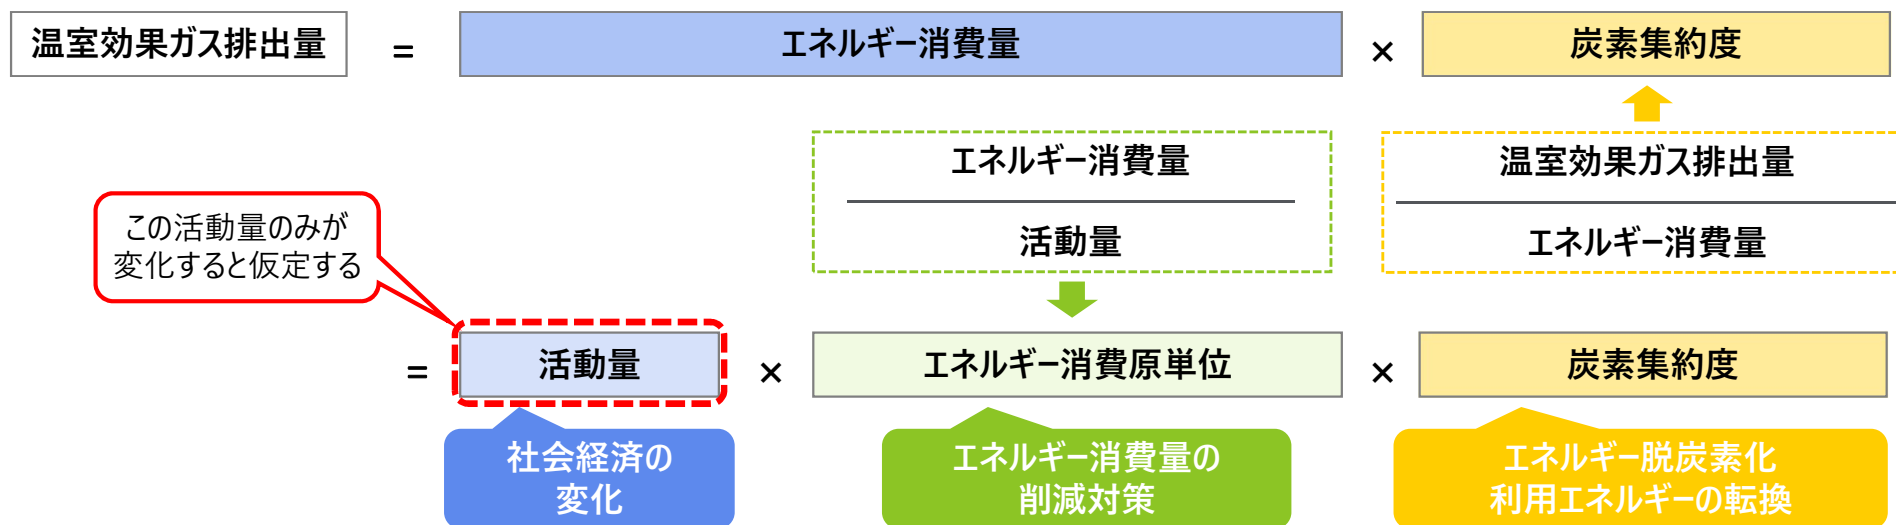 温室効果ガス排出量 = エネルギー消費量 × 炭素集約度
エネルギー消費量
活動量
温室効果ガス排出量
エネルギー消費量
この活動量のみが
変化すると仮定する
= 活動量 × エネルギー消費原単位 × 炭素集約度
社会経済の
変化
エネルギー消費量の
削減対策
エネルギー脱炭素化
利用エネルギーの転換